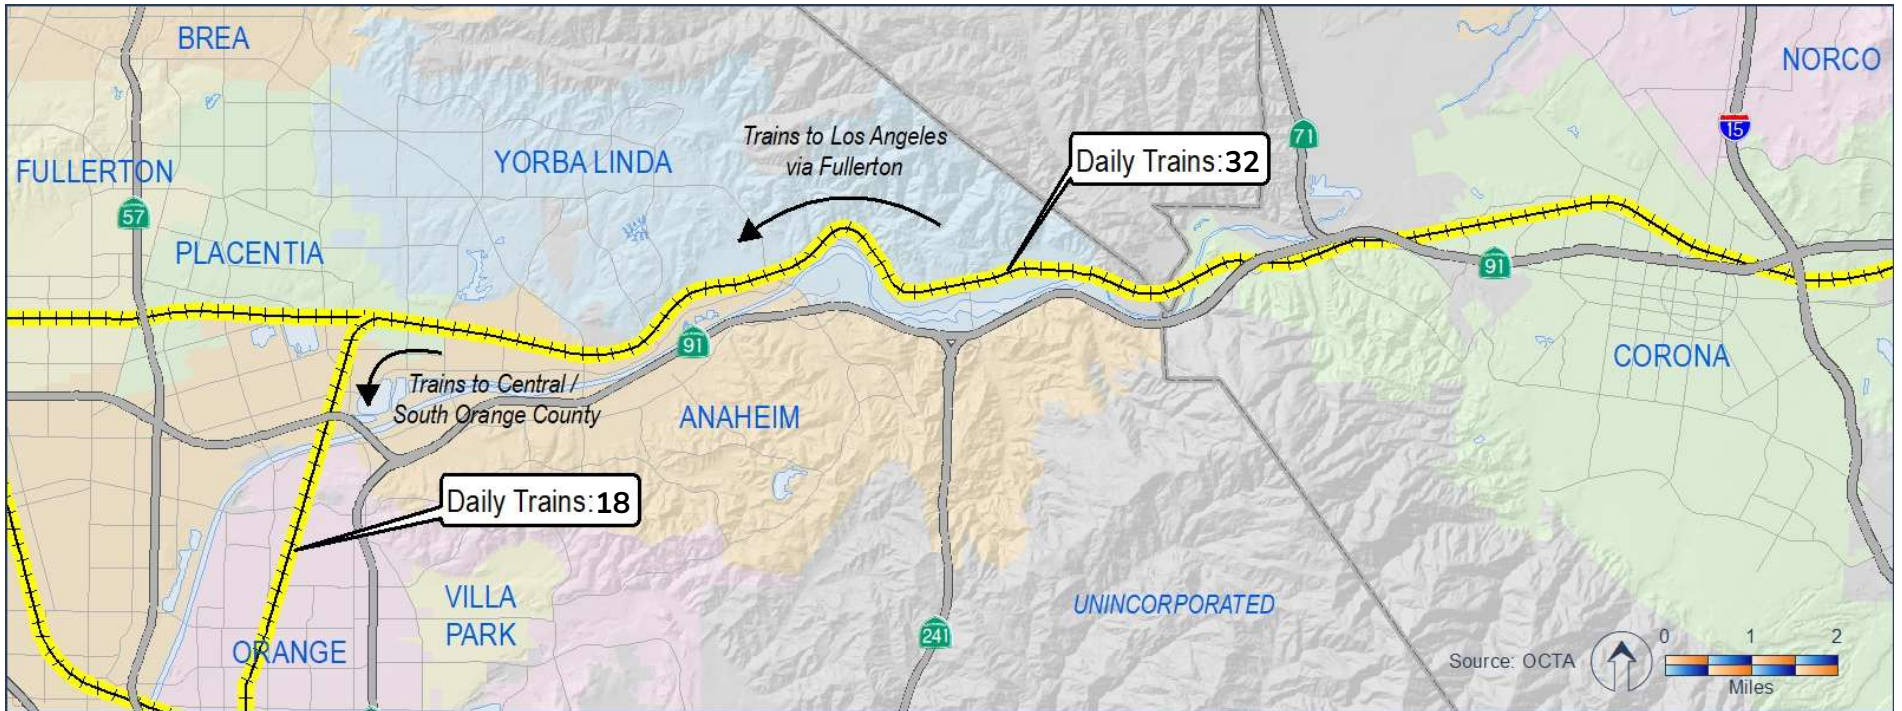 BREA
NORCO
FULLERTON
YORBA LINDA
Trains to Los Angeles
via Fullerton
Daily Trains: 32
71
15
57
PLACENTIA
91
91
Trains to Central /
South Orange County
ANAHEIM
CORONA
Daily Trains: 18
VILLA
PARK
ORANGE
UNINCORPORATED
241
Source: OCTA
0 1 2
Miles